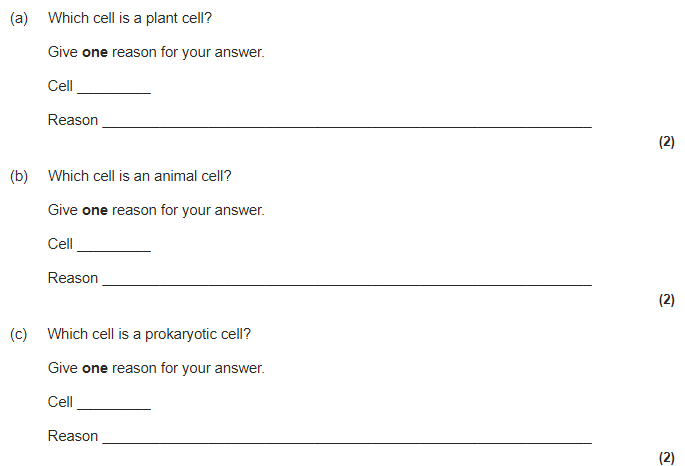 (a) Which cell is a plant cell?
Give one reason for your answer.
Cell _________
Reason ____________________________________________________________
(2)
(b) Which cell is an animal cell?
Give one reason for your answer.
Cell _________
Reason ____________________________________________________________
(2)
(c) Which cell is a prokaryotic cell?
Give one reason for your answer.
Cell _________
Reason ____________________________________________________________
(2)